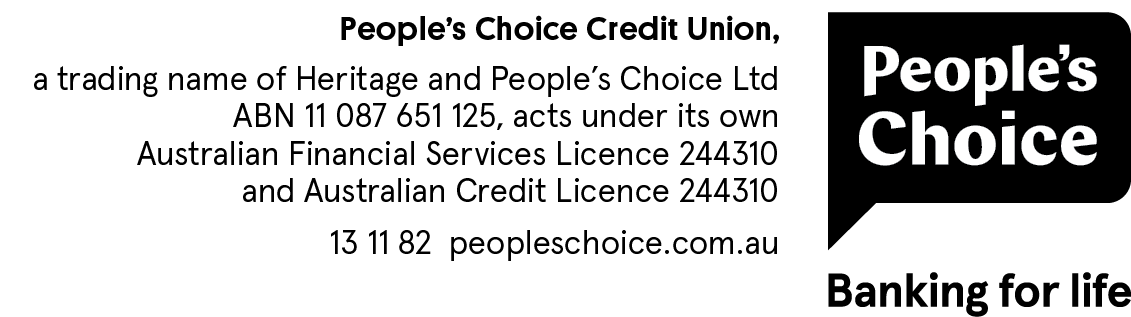 People’s Choice Credit Union,
a trading name of Heritage and People’s Choice Ltd
ABN 11 087 651 125, acts under its own
Australian Financial Services Licence 244310
and Australian Credit Licence 244310
13 11 82 peopleschoice.com.au
People’s
Choice
Banking for life